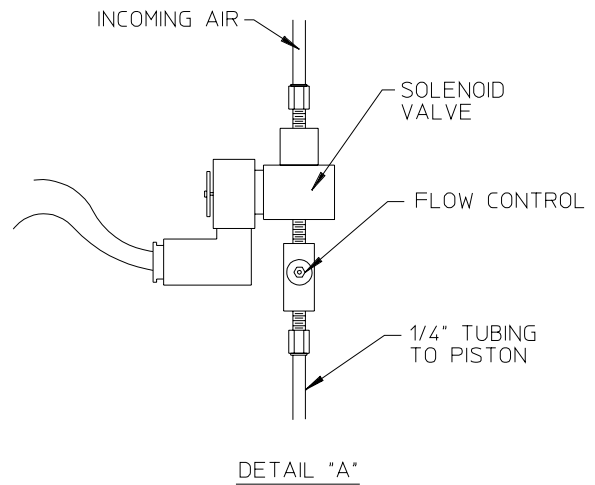 INCOMING AIR
SOLENOID
VALVE
FLOW CONTROL
1/4" TUBING
TO PISTON
DETAIL "A"